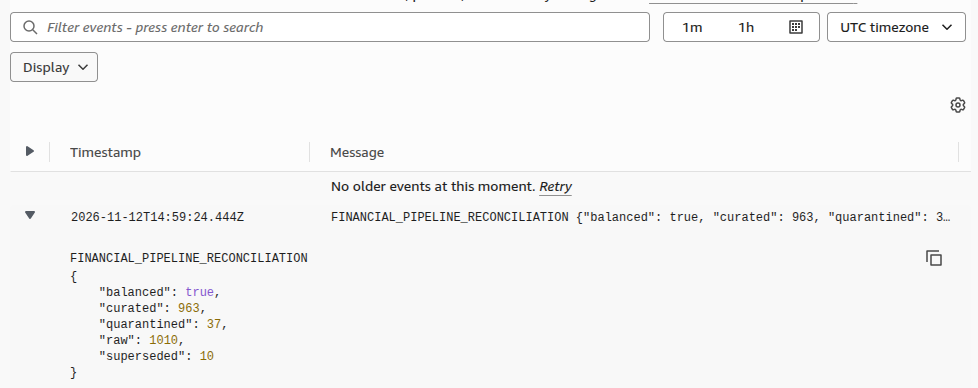 Filter events - press enter to search
1m 1h UTC timezone
Display
Timestamp Message
No older events at this moment. Retry
2026-11-12T14:59:24.444Z FINANCIAL_PIPELINE_RECONCILIATION {"balanced": true, "curated": 963, "quarantined": 3…
FINANCIAL_PIPELINE_RECONCILIATION
{
"balanced": true,
"curated": 963,
"quarantined": 37,
"raw": 1010,
"superseded": 10
}